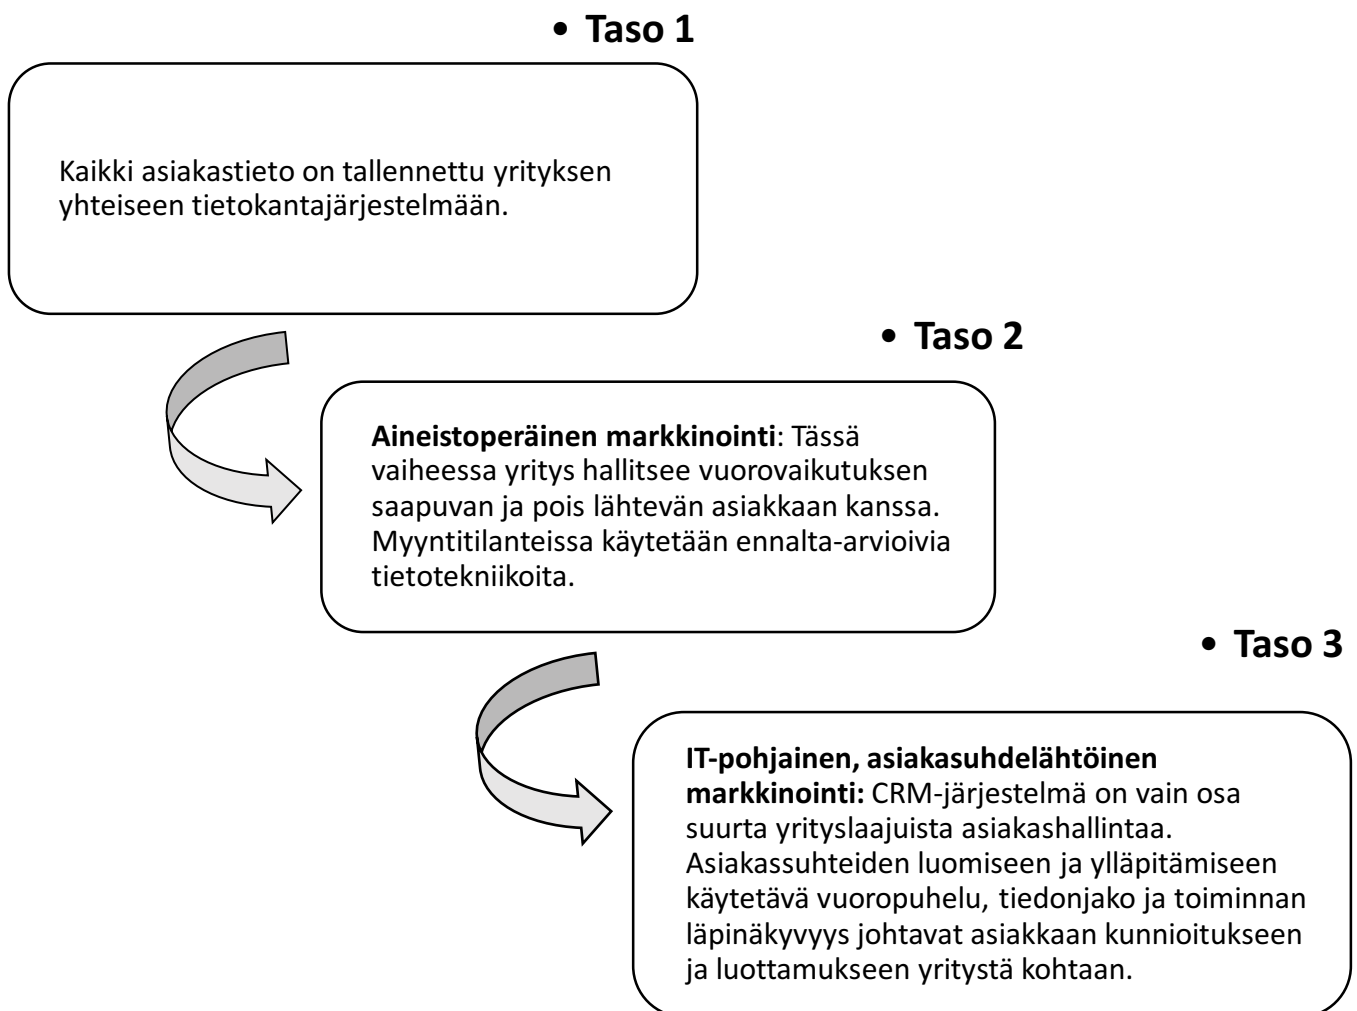 • Taso 1
Kaikki asiakastieto on tallennettu yrityksen
yhteiseen tietokantajärjestelmään.
• Taso 2
Aineistoperäinen markkinointi: Tässä
vaiheessa yritys hallitsee vuorovaikutuksen
saapuvan ja pois lähtevän asiakkaan kanssa.
Myyntitilanteissa käytetään ennalta-arvioivia
tietotekniikoita.
• Taso 3
IT-pohjainen, asiakasuhdelähtöinen
markkinointi: CRM-järjestelmä on vain osa
suurta yrityslaajuista asiakashallintaa.
Asiakassuhteiden luomiseen ja ylläpitämiseen
käytetävä vuoropuhelu, tiedonjako ja toiminnan
läpinäkyvyys johtavat asiakkaan kunnioitukseen
ja luottamukseen yritystä kohtaan.